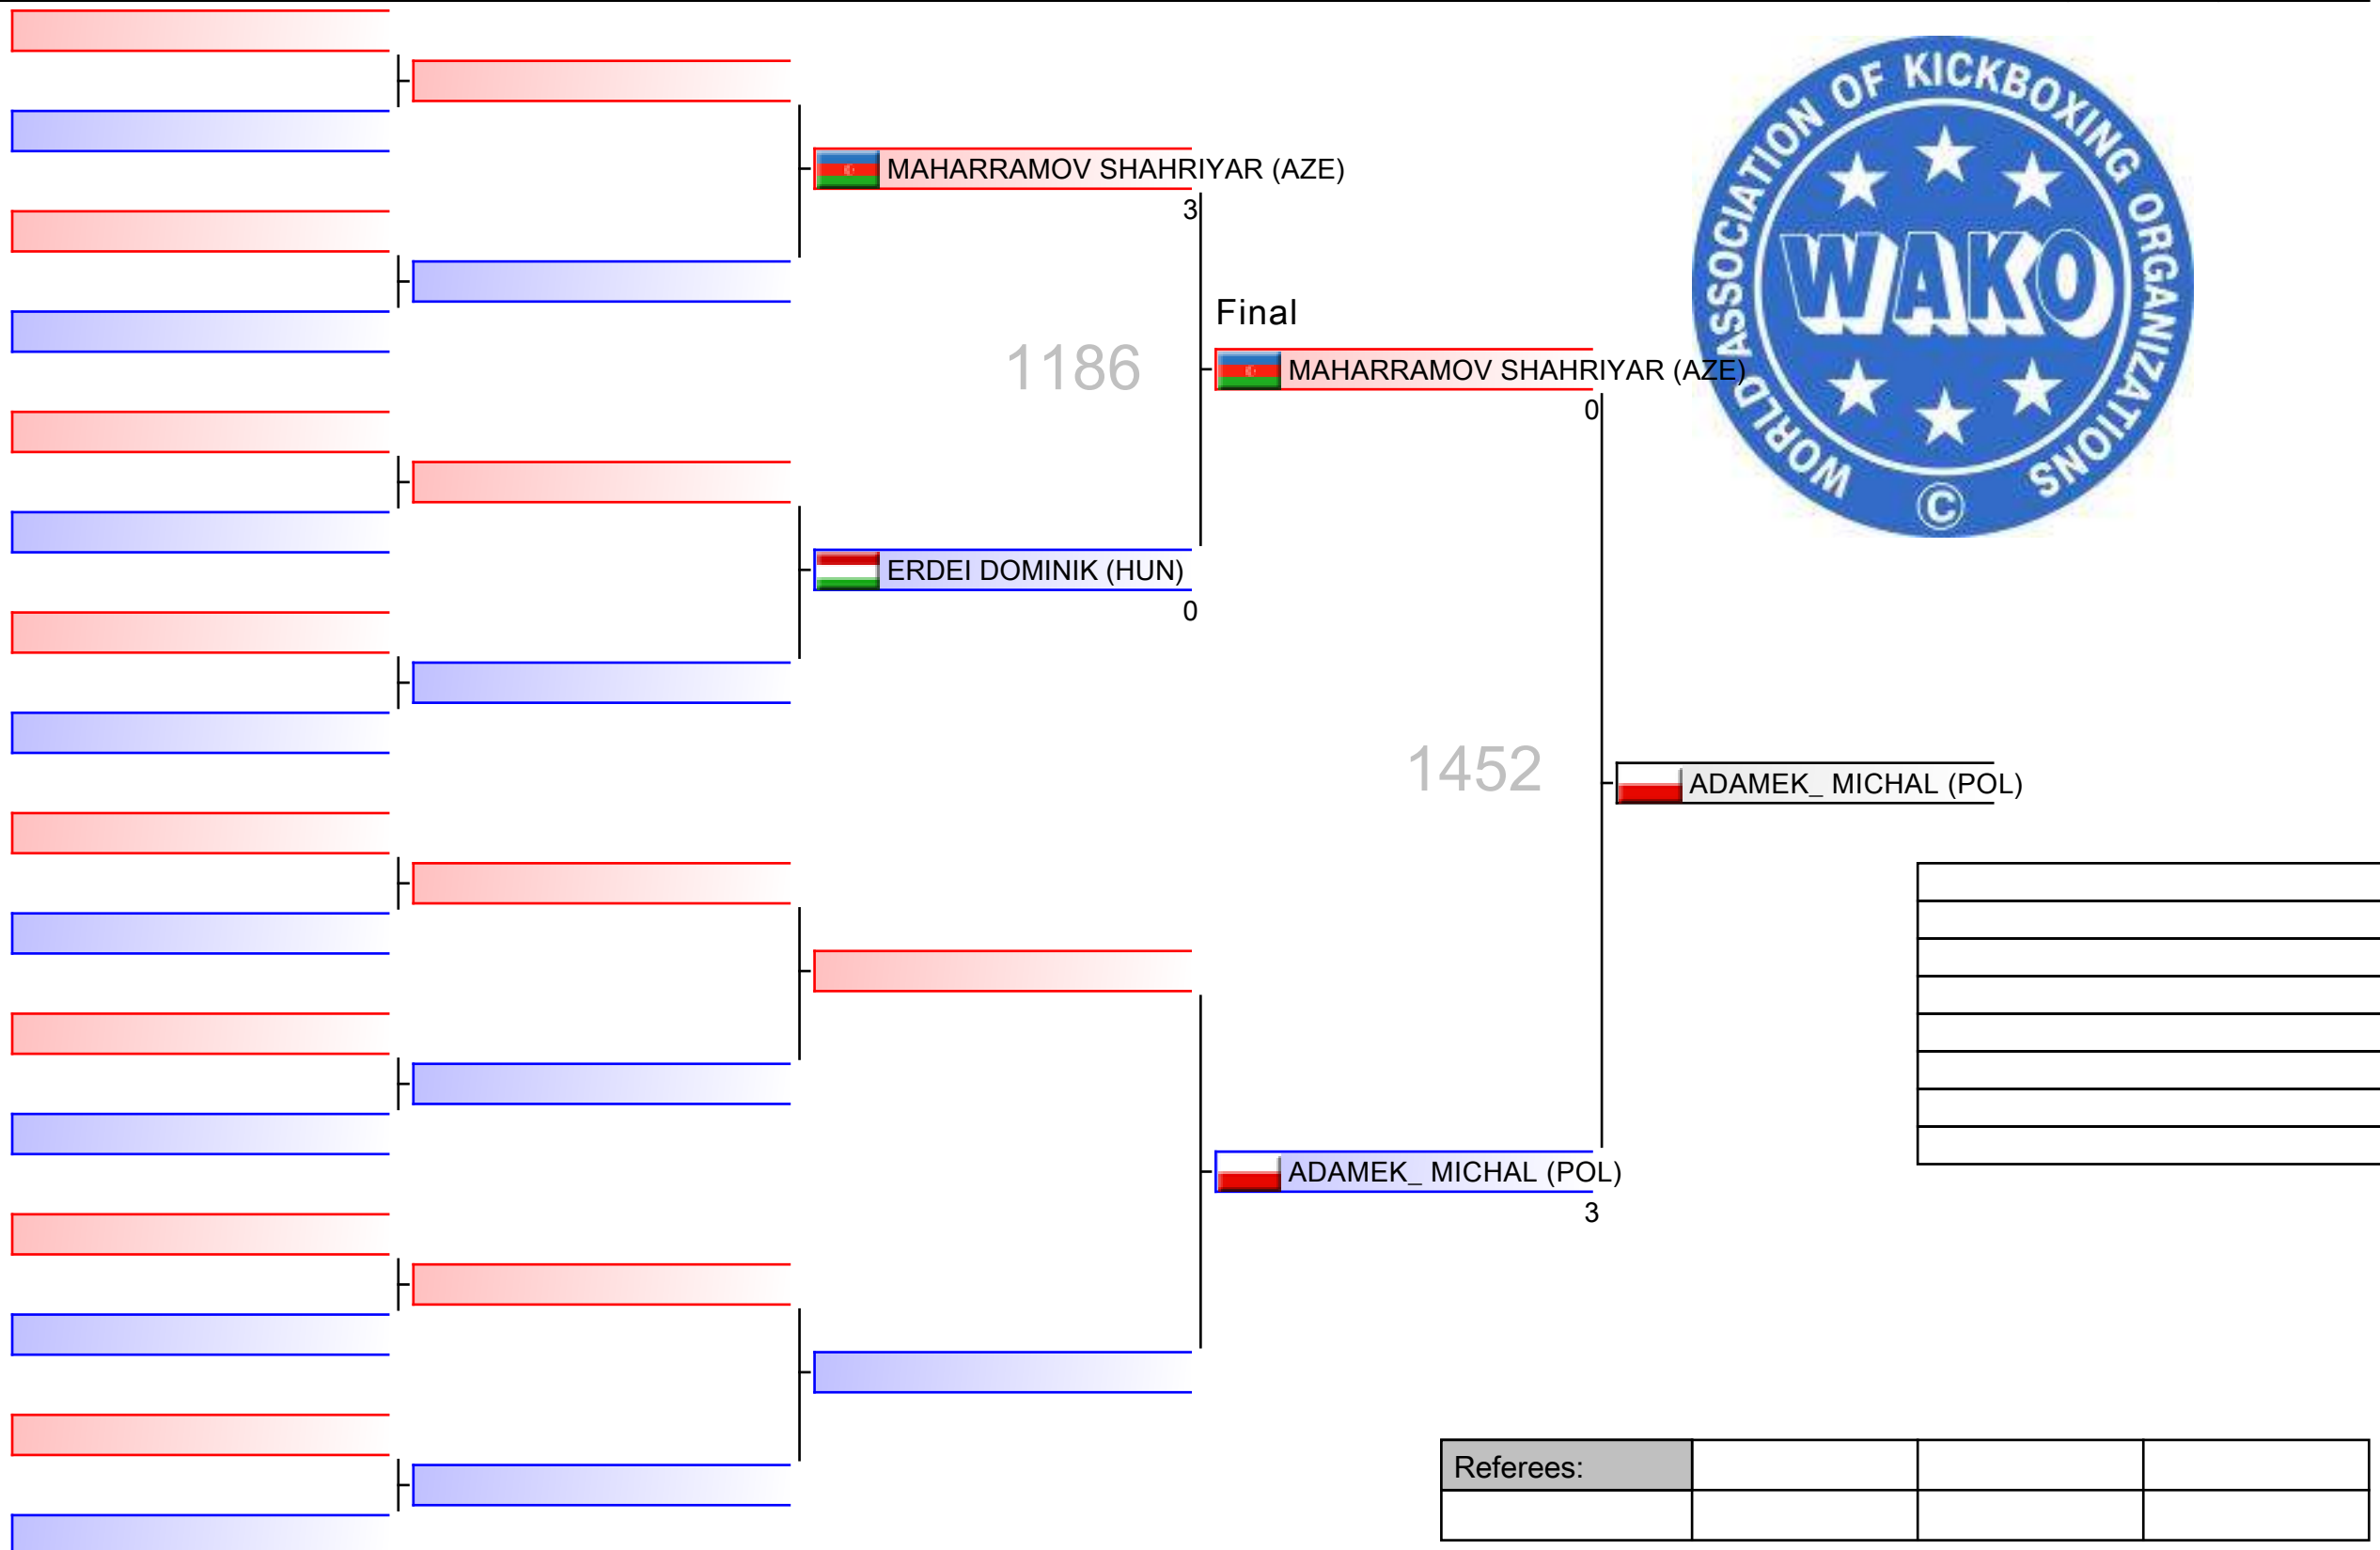 WORLD ASSOCIATION OF KICKBOXING ORGANIZATIONS
WAKO
©
MAHARRAMOV SHAHRIYAR (AZE)
3
Final
1186
MAHARRAMOV SHAHRIYAR (AZE)
0
ERDEI DOMINIK (HUN)
0
1452
ADAMEK_ MICHAL (POL)
ADAMEK_ MICHAL (POL)
3
Referees: